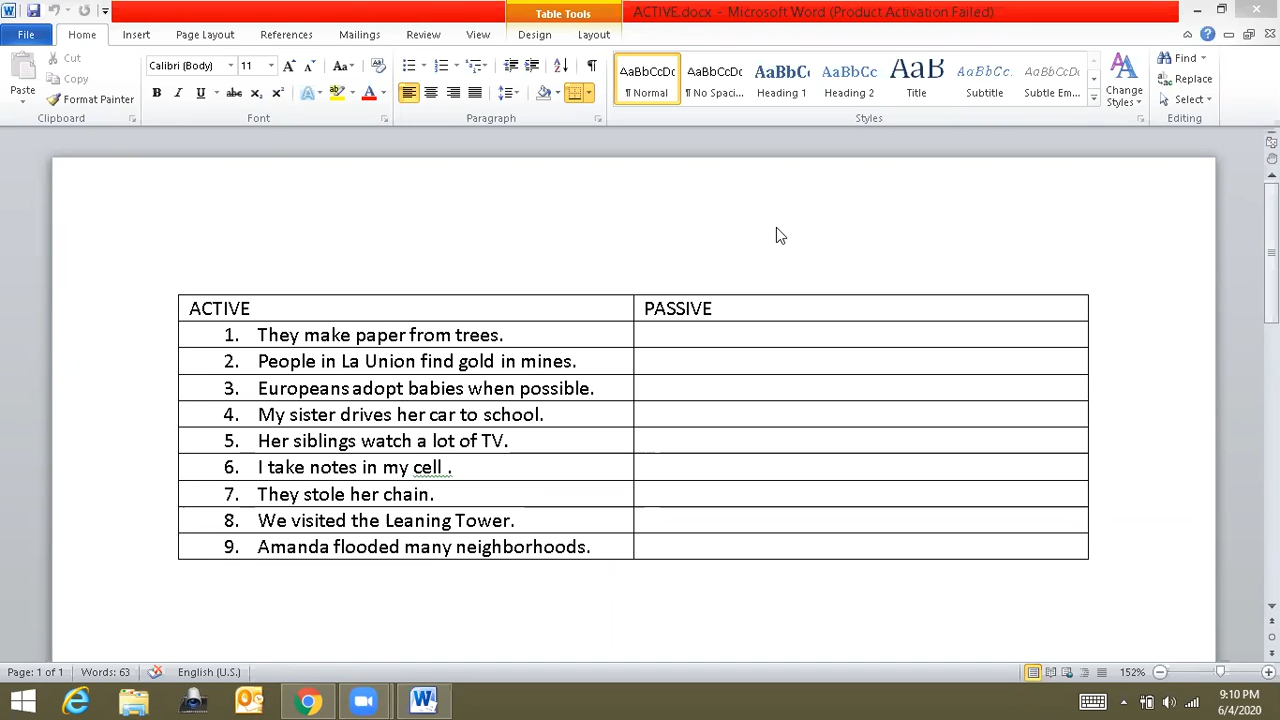 Table Tools
ACTIVE.docx - Microsoft Word (Product Activation Failed)
File Home Insert Page Layout References Mailings Review View Design Layout
Cut
Copy
Format Painter
Paste
Clipboard
Calibri (Body) 11
Font
Paragraph
AaBbCcDc ¶ Normal
AaBbCcDc ¶ No Spaci...
AaBbC Heading 1
AaBbCc Heading 2
AaB Title
AaBbCc. Subtitle
AaBbCcDc Subtle Em...
Styles
Change Styles
Find
Replace
Select
Editing
ACTIVE PASSIVE
1. They make paper from trees.
2. People in La Union find gold in mines.
3. Europeans adopt babies when possible.
4. My sister drives her car to school.
5. Her siblings watch a lot of TV.
6. I take notes in my cell .
7. They stole her chain.
8. We visited the Leaning Tower.
9. Amanda flooded many neighborhoods.
Page: 1 of 1 Words: 63 English (U.S.) 152%
9:10 PM
6/4/2020